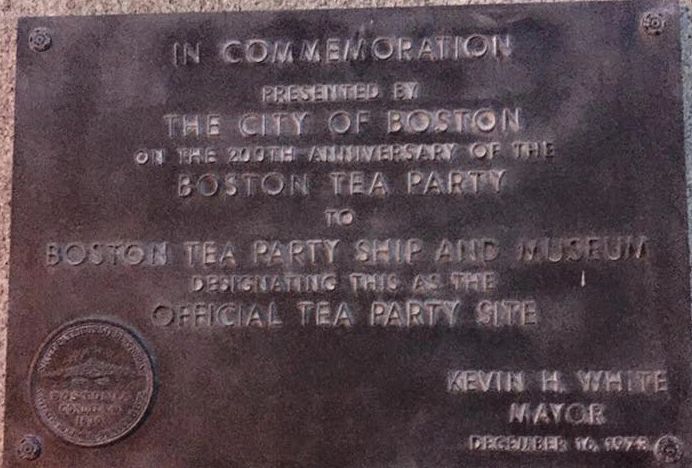 IN COMMEMORATION
PRESENTED BY
THE CITY OF BOSTON
ON THE 200TH ANNIVERSARY OF THE
BOSTON TEA PARTY
TO
BOSTON TEA PARTY SHIP AND MUSEUM
DESIGNATING THIS AS THE
OFFICIAL TEA PARTY SITE
BOSTONIA
KEVIN H. WHITE
MAYOR
DECEMBER 16, 1973